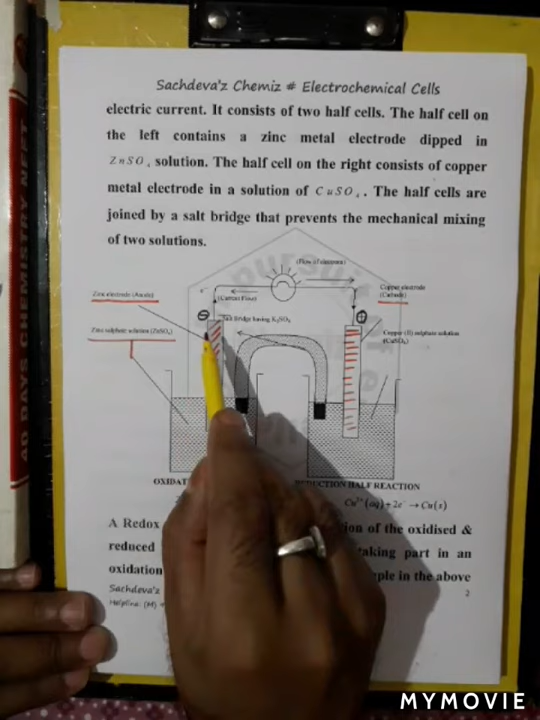 Sachdeva'z Chemiz # Electrochemical Cells
electric current. It consists of two half cells. The half cell on
the left contains a zinc metal electrode dipped in
ZnSO₄ solution. The half cell on the right consists of copper
metal electrode in a solution of CuSO₄. The half cells are
joined by a salt bridge that prevents the mechanical mixing
of two solutions.
(Flow of electrons)
e⁻
(Current Flow)
Zinc electrode (Anode)
Copper electrode
(Cathode)
Salt Bridge having K₂SO₄
Zinc sulphate solution (ZnSO₄)
Copper (II) sulphate solution
(CuSO₄)
REDUCTION HALF REACTION
Cu²⁺(aq) + 2e⁻ → Cu(s)
A Redox of the oxidised &
reduced taking part in an
oxidation in the above
Sachdeva'z
2
Helpline: (M)
40 DAYS CHEMISTRY NEET
MYMOVIE